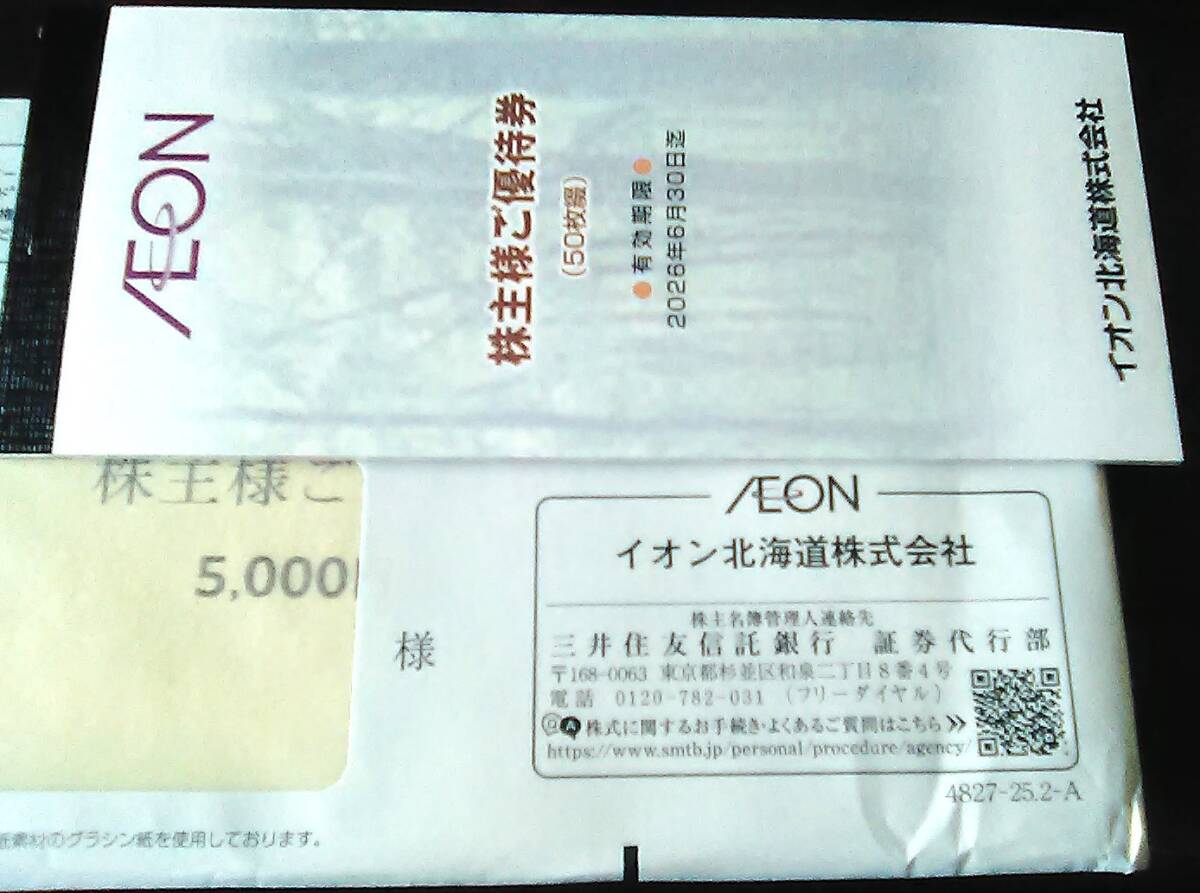 ÆON
株主様ご優待券
(50枚綴)
●有効期限●
2026年6月30日迄
イオン北海道株式会社
株主様ご
5,000
様
ÆON
イオン北海道株式会社
株主名簿管理人連絡先
三井住友信託銀行 証券代行部
〒168-0063 東京都杉並区和泉二丁目8番4号
電話 0120-782-031 (フリーダイヤル)
Q A 株式に関するお手続き・よくあるご質問はこちら
https://www.smtb.jp/personal/procedure/agency/
4827-25.2-A
紙素材のグラシン紙を使用しております。